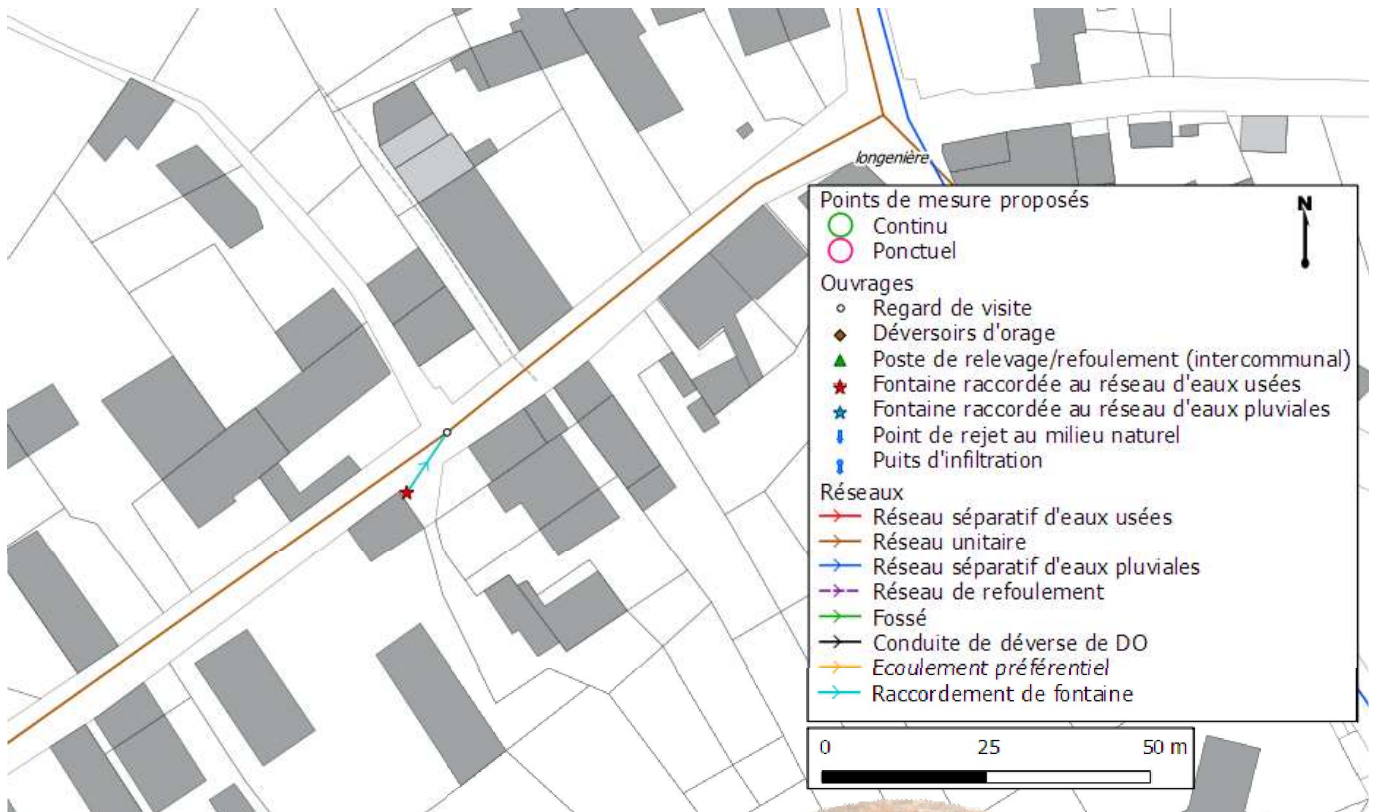 longenière
Points de mesure proposés
N
Continu
Ponctuel
Ouvrages
Regard de visite
Déversoirs d'orage
Poste de relevage/refoulement (intercommunal)
Fontaine raccordée au réseau d'eaux usées
Fontaine raccordée au réseau d'eaux pluviales
Point de rejet au milieu naturel
Puits d'infiltration
Réseaux
Réseau séparatif d'eaux usées
Réseau unitaire
Réseau séparatif d'eaux pluviales
Réseau de refoulement
Fossé
Conduite de déverse de DO
Ecoulement préférentiel
Raccordement de fontaine
0 25 50 m